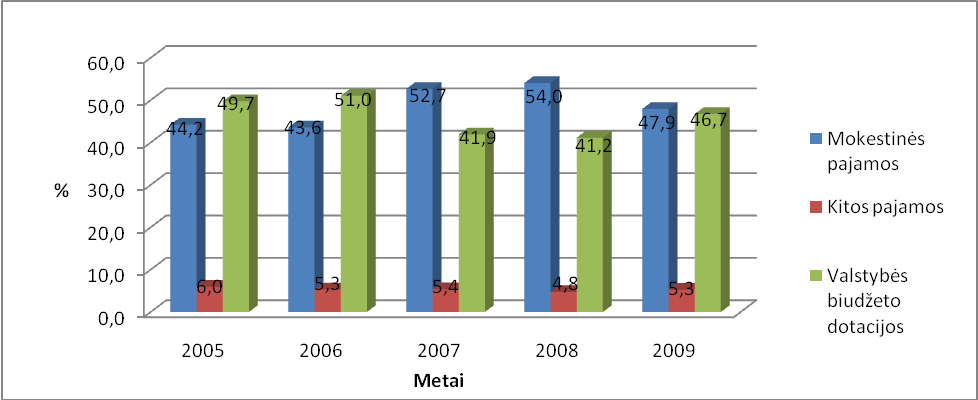 60,0
50,0
40,0
30,0
20,0
10,0
0,0
%
44,2
6,0
49,7
43,6
5,3
51,0
52,7
5,4
41,9
54,0
4,8
41,2
47,9
5,3
46,7
2005 2006 2007 2008 2009
Metai
Mokestinės
pajamos
Kitos pajamos
Valstybės
biudžeto
dotacijos